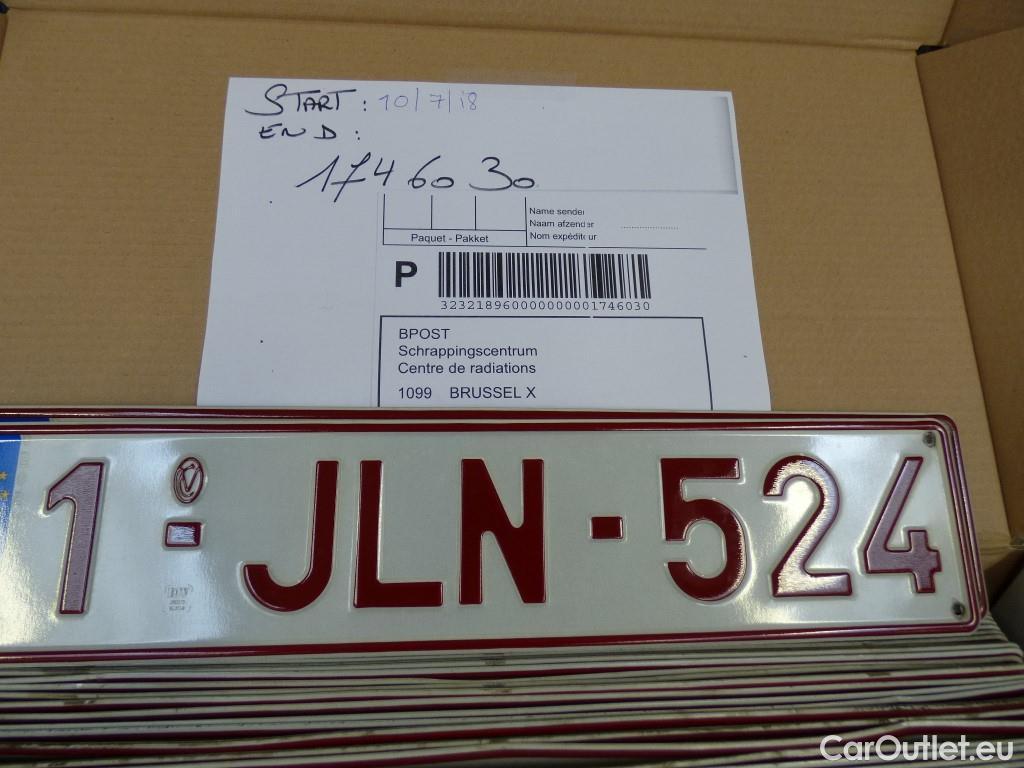 START: 10/7/18
END:
1746030
Name sender
Naam afzender ....................
Nom expéditeur
Paquet - Pakket
P
32321896000000001746030
BPOST
Schrappingscentrum
Centre de radiations
1099 BRUSSEL X
1·JLN-524
CarOutlet.eu